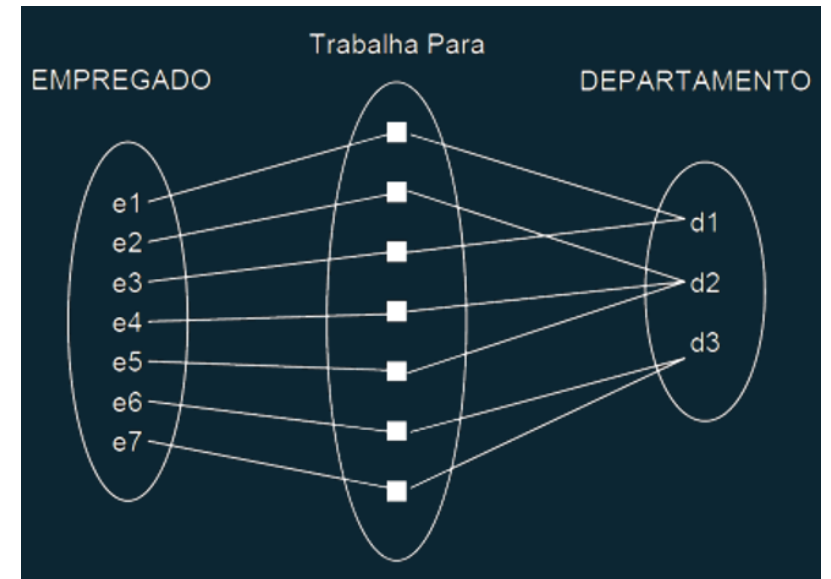 Trabalha Para
EMPREGADO
DEPARTAMENTO
e1
e2
e3
e4
e5
e6
e7
d1
d2
d3